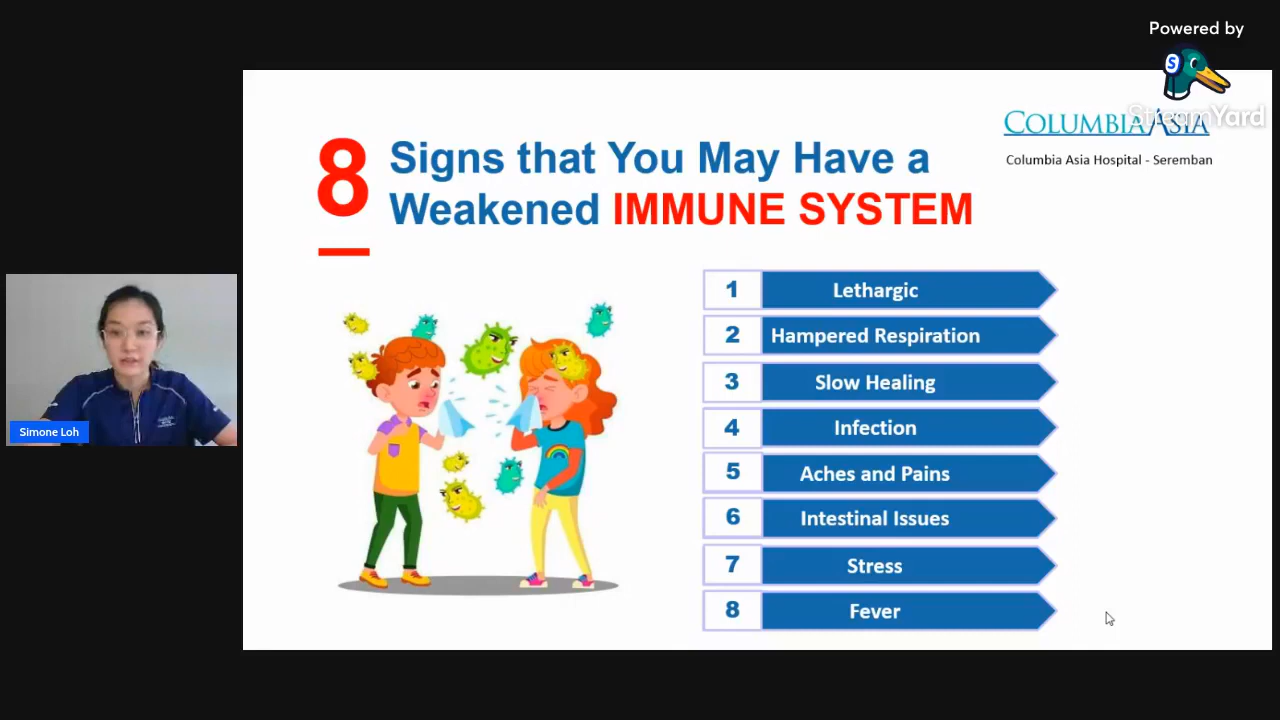 Powered by
S
StreamYard
COLUMBIA ASIA
Columbia Asia Hospital - Seremban
8
Signs that You May Have a
Weakened IMMUNE SYSTEM
1 Lethargic
2 Hampered Respiration
3 Slow Healing
4 Infection
5 Aches and Pains
6 Intestinal Issues
7 Stress
8 Fever
Simone Loh